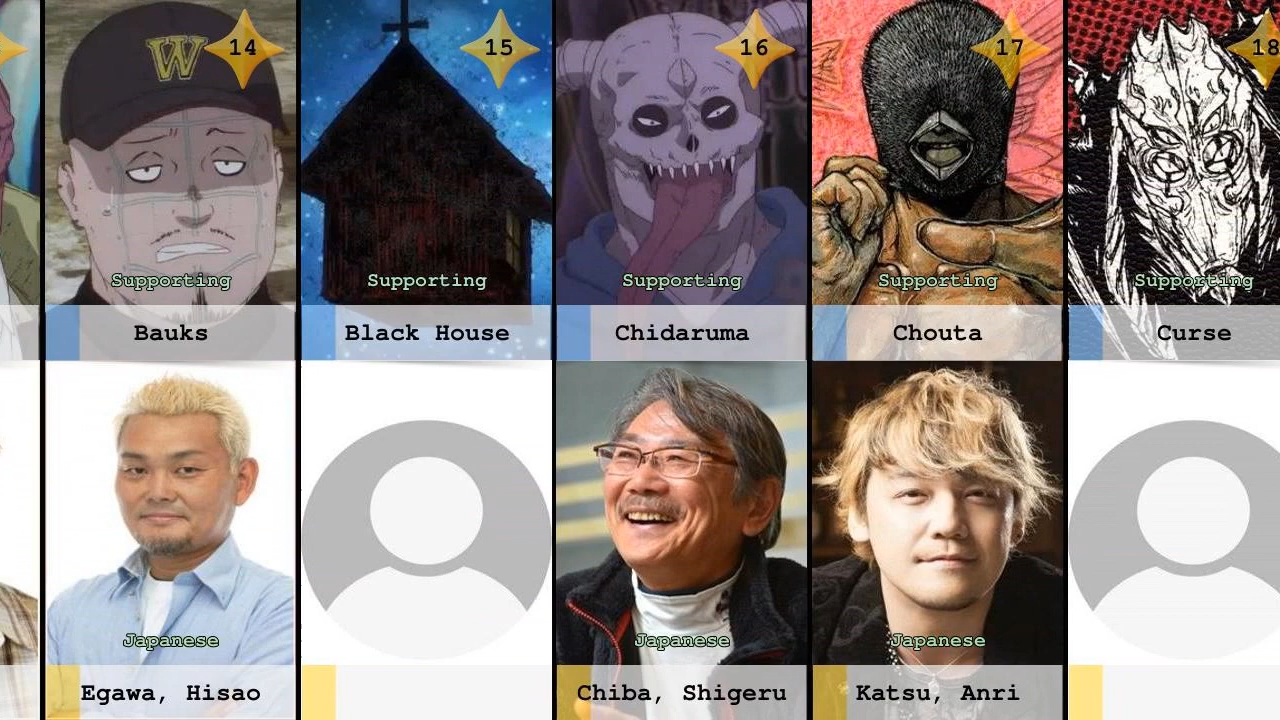 W
14
15
16
17
18
Supporting
Supporting
Supporting
Supporting
Supporting
Bauks
Black House
Chidaruma
Chouta
Curse
Japanese
Japanese
Japanese
Egawa, Hisao
Chiba, Shigeru
Katsu, Anri